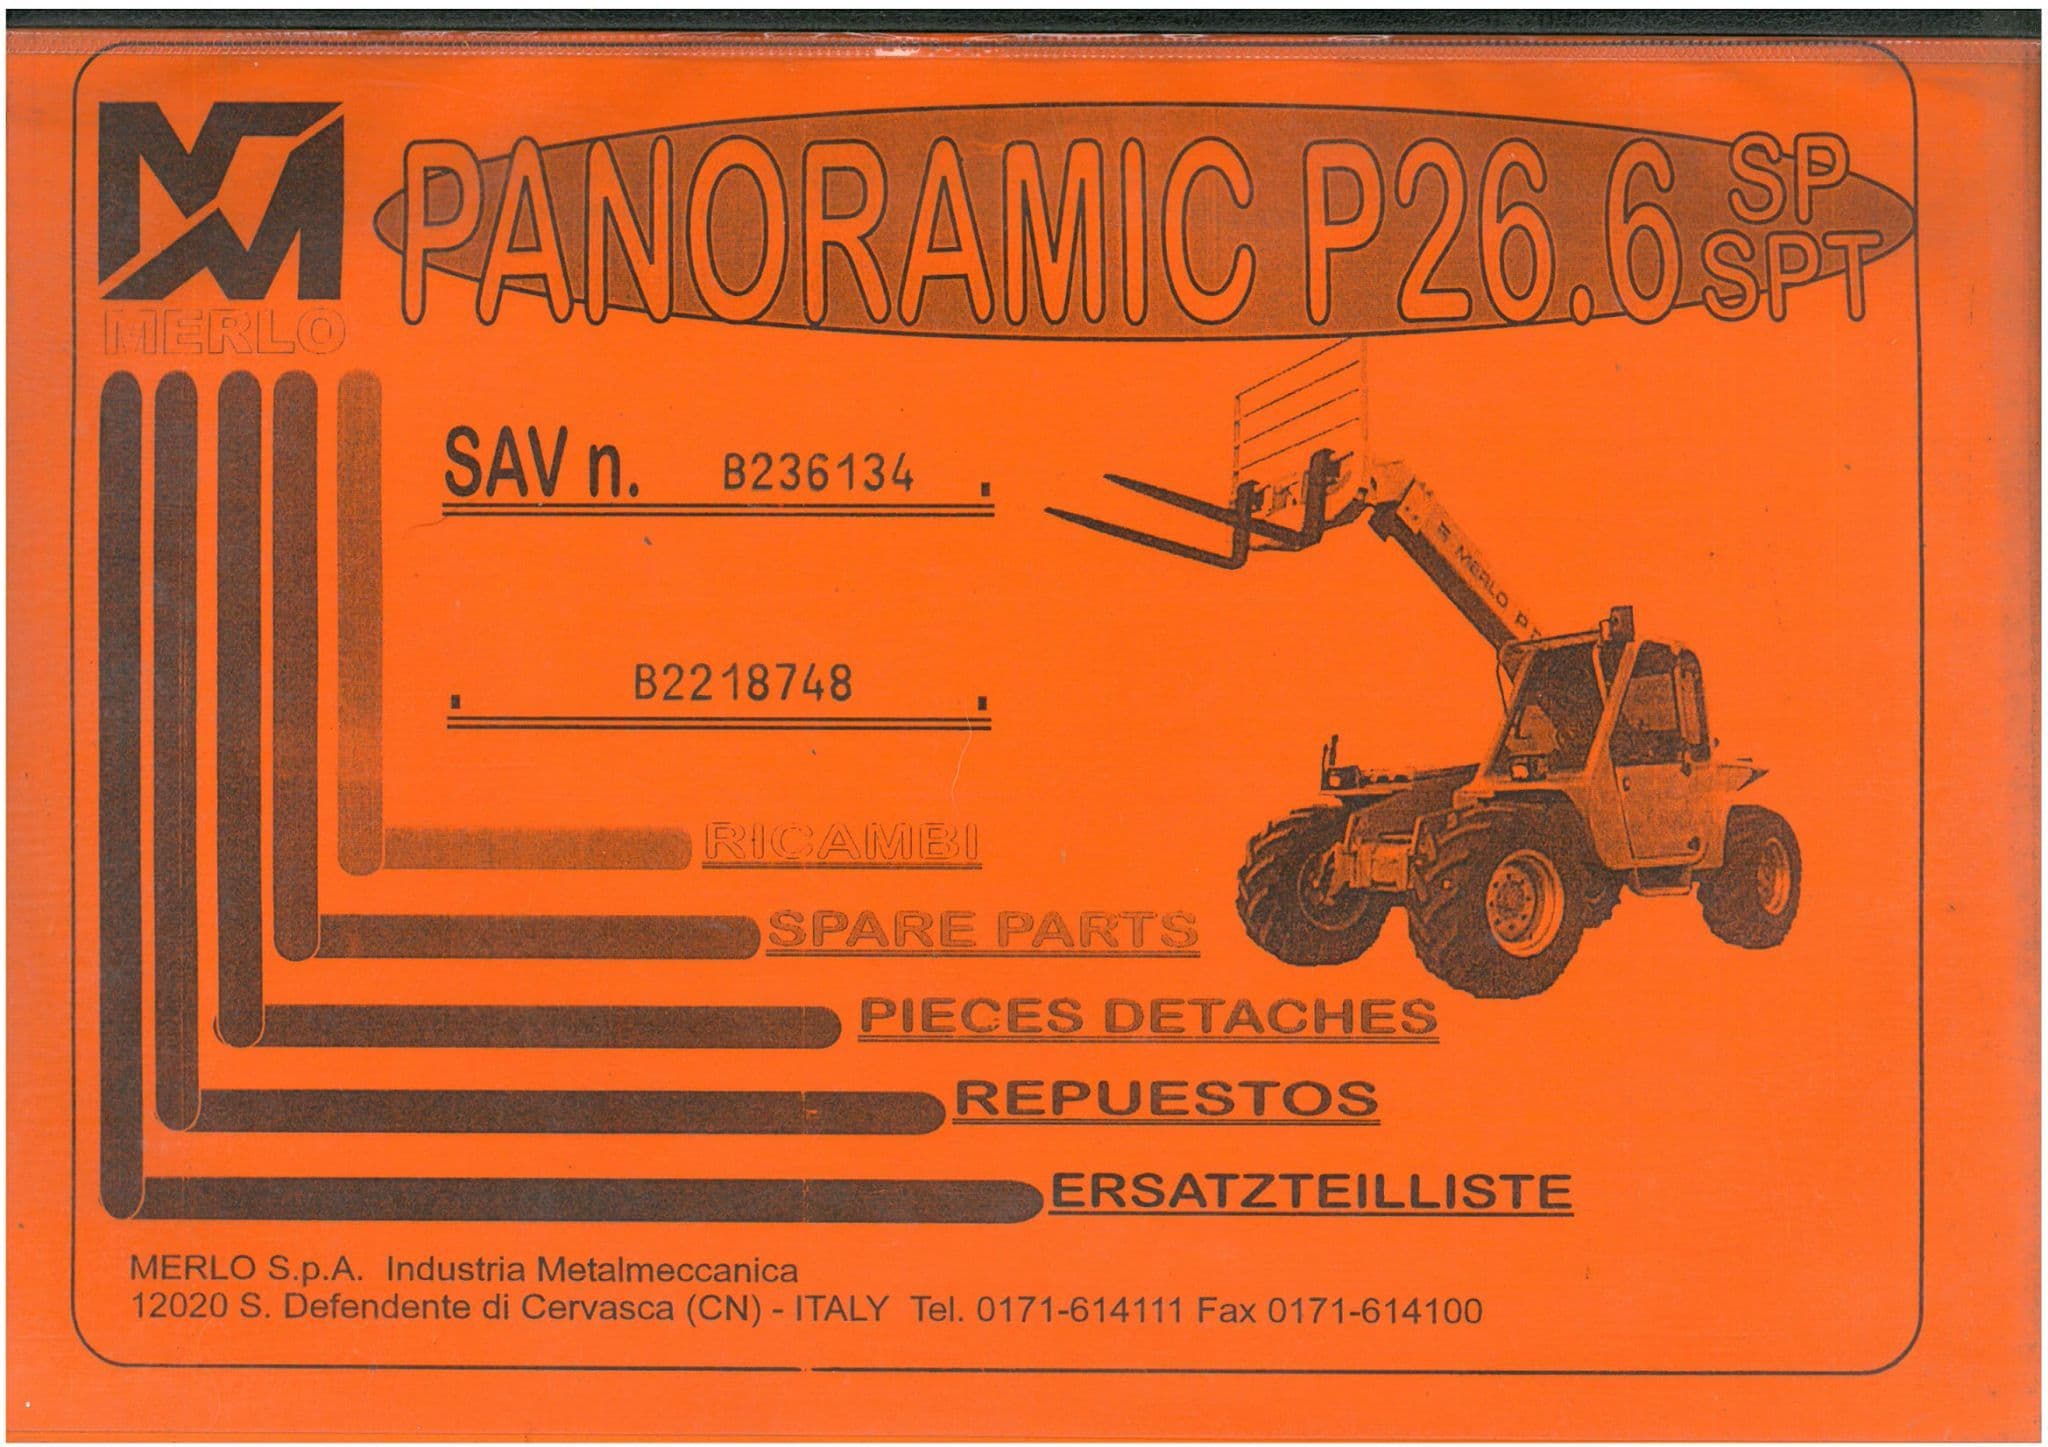 MERLO
PANORAMIC P26.6 SP SPT
SAV n. B236134 .
. B2218748 .
MERLO
RICAMBI
SPARE PARTS
PIECES DETACHES
REPUESTOS
ERSATZTEILLISTE
MERLO S.p.A. Industria Metalmeccanica
12020 S. Defendente di Cervasca (CN) - ITALY Tel. 0171-614111 Fax 0171-614100